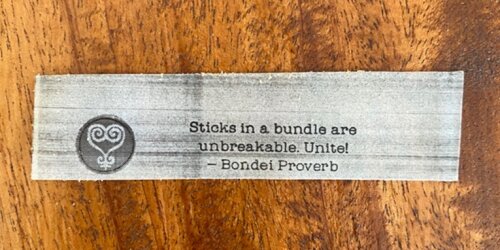 Sticks in a bundle are
unbreakable. Unite!
– Bondei Proverb